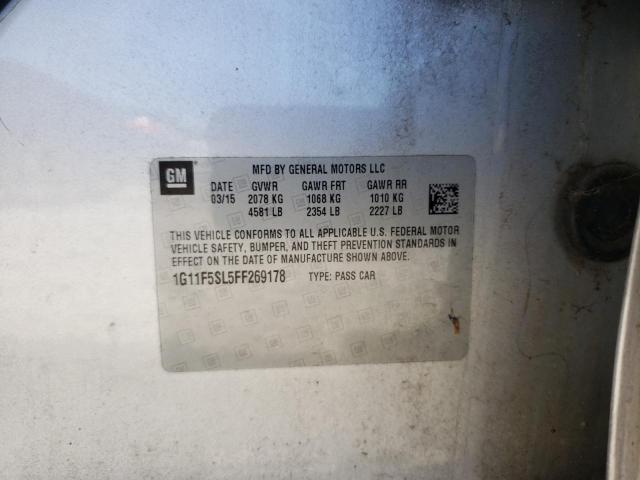 GM
MFD BY GENERAL MOTORS LLC
DATE GVWR GAWR FRT GAWR RR
03/15 2078 KG 1068 KG 1010 KG
4581 LB 2354 LB 2227 LB
THIS VEHICLE CONFORMS TO ALL APPLICABLE U.S. FEDERAL MOTOR
VEHICLE SAFETY, BUMPER, AND THEFT PREVENTION STANDARDS IN
EFFECT ON THE DATE OF MANUFACTURE SHOWN ABOVE.
1G11F5SL5FF269178 TYPE: PASS CAR